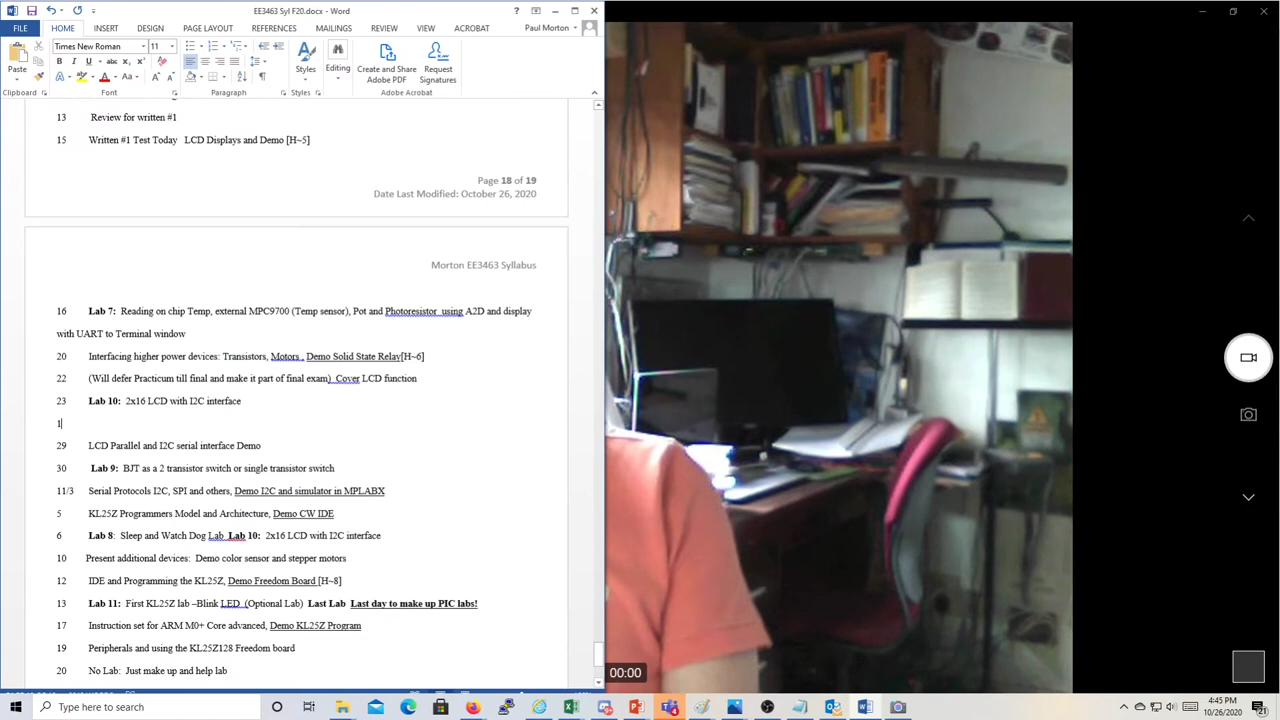 EE3463 Syl F20.docx - Word
FILE HOME INSERT DESIGN PAGE LAYOUT REFERENCES MAILINGS REVIEW VIEW ACROBAT Paul Morton
Times New Roman 11
Paste
Styles
Editing
Create and Share
Adobe PDF
Request
Signatures
Clipboard Font Paragraph Styles Adobe Acrobat
13 Review for written #1
15 Written #1 Test Today LCD Displays and Demo [H~5]
Page 18 of 19
Date Last Modified: October 26, 2020
Morton EE3463 Syllabus
16 Lab 7: Reading on chip Temp, external MPC9700 (Temp sensor), Pot and Photoresistor using A2D and display
with UART to Terminal window
20 Interfacing higher power devices: Transistors, Motors , Demo Solid State Relay[H~6]
22 (Will defer Practicum till final and make it part of final exam) Cover LCD function
23 Lab 10: 2x16 LCD with I2C interface
1
29 LCD Parallel and I2C serial interface Demo
30 Lab 9: BJT as a 2 transistor switch or single transistor switch
11/3 Serial Protocols I2C, SPI and others, Demo I2C and simulator in MPLABX
5 KL25Z Programmers Model and Architecture, Demo CW IDE
6 Lab 8: Sleep and Watch Dog Lab Lab 10: 2x16 LCD with I2C interface
10 Present additional devices: Demo color sensor and stepper motors
12 IDE and Programming the KL25Z, Demo Freedom Board [H~8]
13 Lab 11: First KL25Z lab –Blink LED (Optional Lab) Last Lab Last day to make up PIC labs!
17 Instruction set for ARM M0+ Core advanced, Demo KL25Z Program
19 Peripherals and using the KL25Z128 Freedom board
20 No Lab: Just make up and help lab
00:00
Type here to search
4:45 PM
10/26/2020